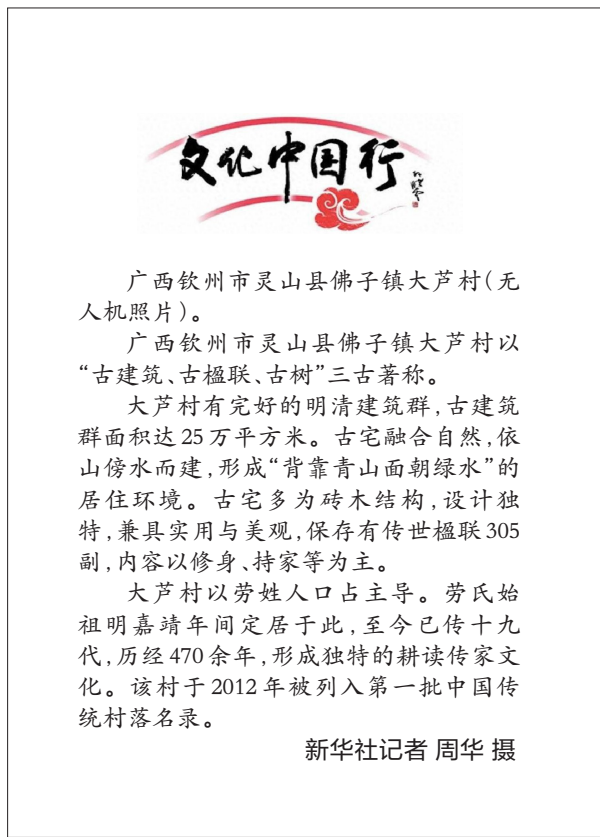 文化中国行
广西钦州市灵山县佛子镇大芦村(无
人机照片)。
广西钦州市灵山县佛子镇大芦村以
“古建筑、古楹联、古树”三古著称。
大芦村有完好的明清建筑群,古建筑
群面积达25万平方米。古宅融合自然,依
山傍水而建,形成“背靠青山面朝绿水”的
居住环境。古宅多为砖木结构,设计独
特,兼具实用与美观,保存有传世楹联305
副,内容以修身、持家等为主。
大芦村以劳姓人口占主导。劳氏始
祖明嘉靖年间定居于此,至今已传十九
代,历经470余年,形成独特的耕读传家文
化。该村于2012年被列入第一批中国传
统村落名录。
新华社记者 周华 摄